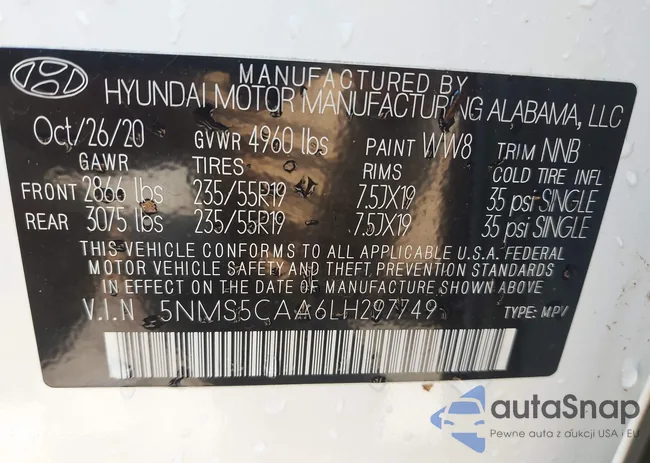 MANUFACTURED BY
HYUNDAI MOTOR MANUFACTURING ALABAMA, LLC
Oct/26/20 GVWR 4960 lbs PAINT WW8 TRIM NNB
GAWR TIRES RIMS COLD TIRE INFL
FRONT 2866 lbs 235/55R19 7.5JX19 35 psi SINGLE
REAR 3075 lbs 235/55R19 7.5JX19 35 psi SINGLE
THIS VEHICLE CONFORMS TO ALL APPLICABLE U.S.A. FEDERAL
MOTOR VEHICLE SAFETY AND THEFT PREVENTION STANDARDS
IN EFFECT ON THE DATE OF MANUFACTURE SHOWN ABOVE.
V.I.N 5NMS5CAA6LH297749 TYPE: MPV
autaSnap
Pewne auta z aukcji USA i EU